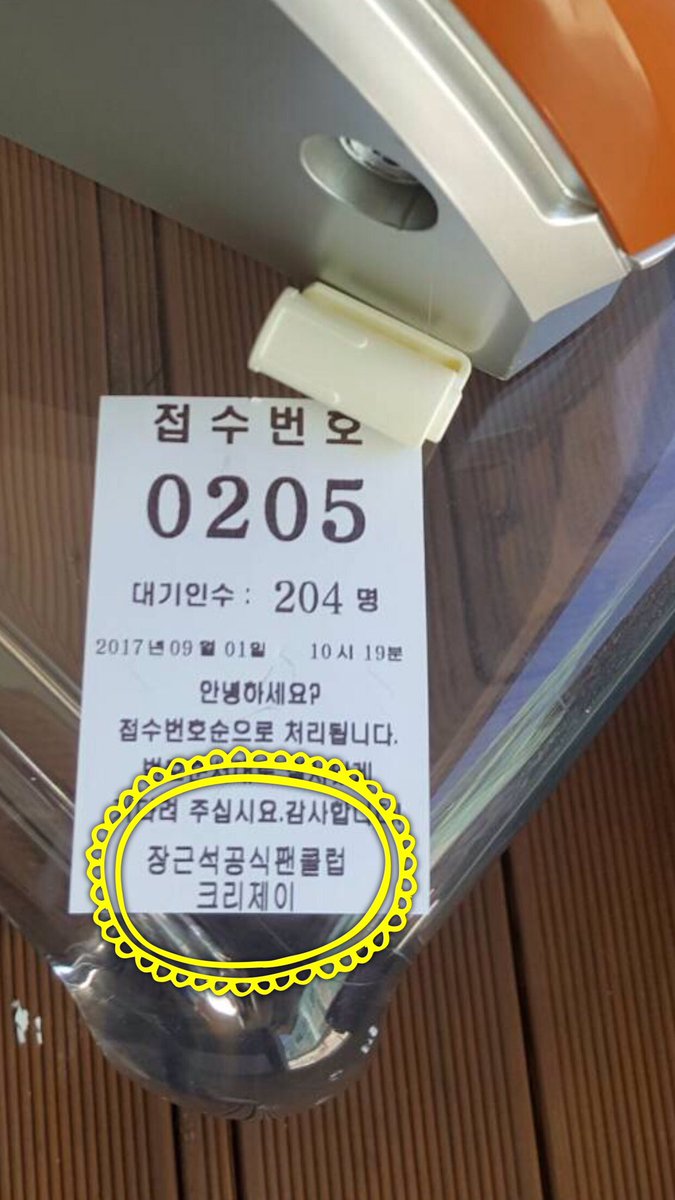 접수번호
0205
대기인수 : 204 명
2017년09월01일 10시19분
안녕하세요?
접수번호순으로 처리됩니다.
주십시요.감사합
장근석공식팬클럽
크리제이